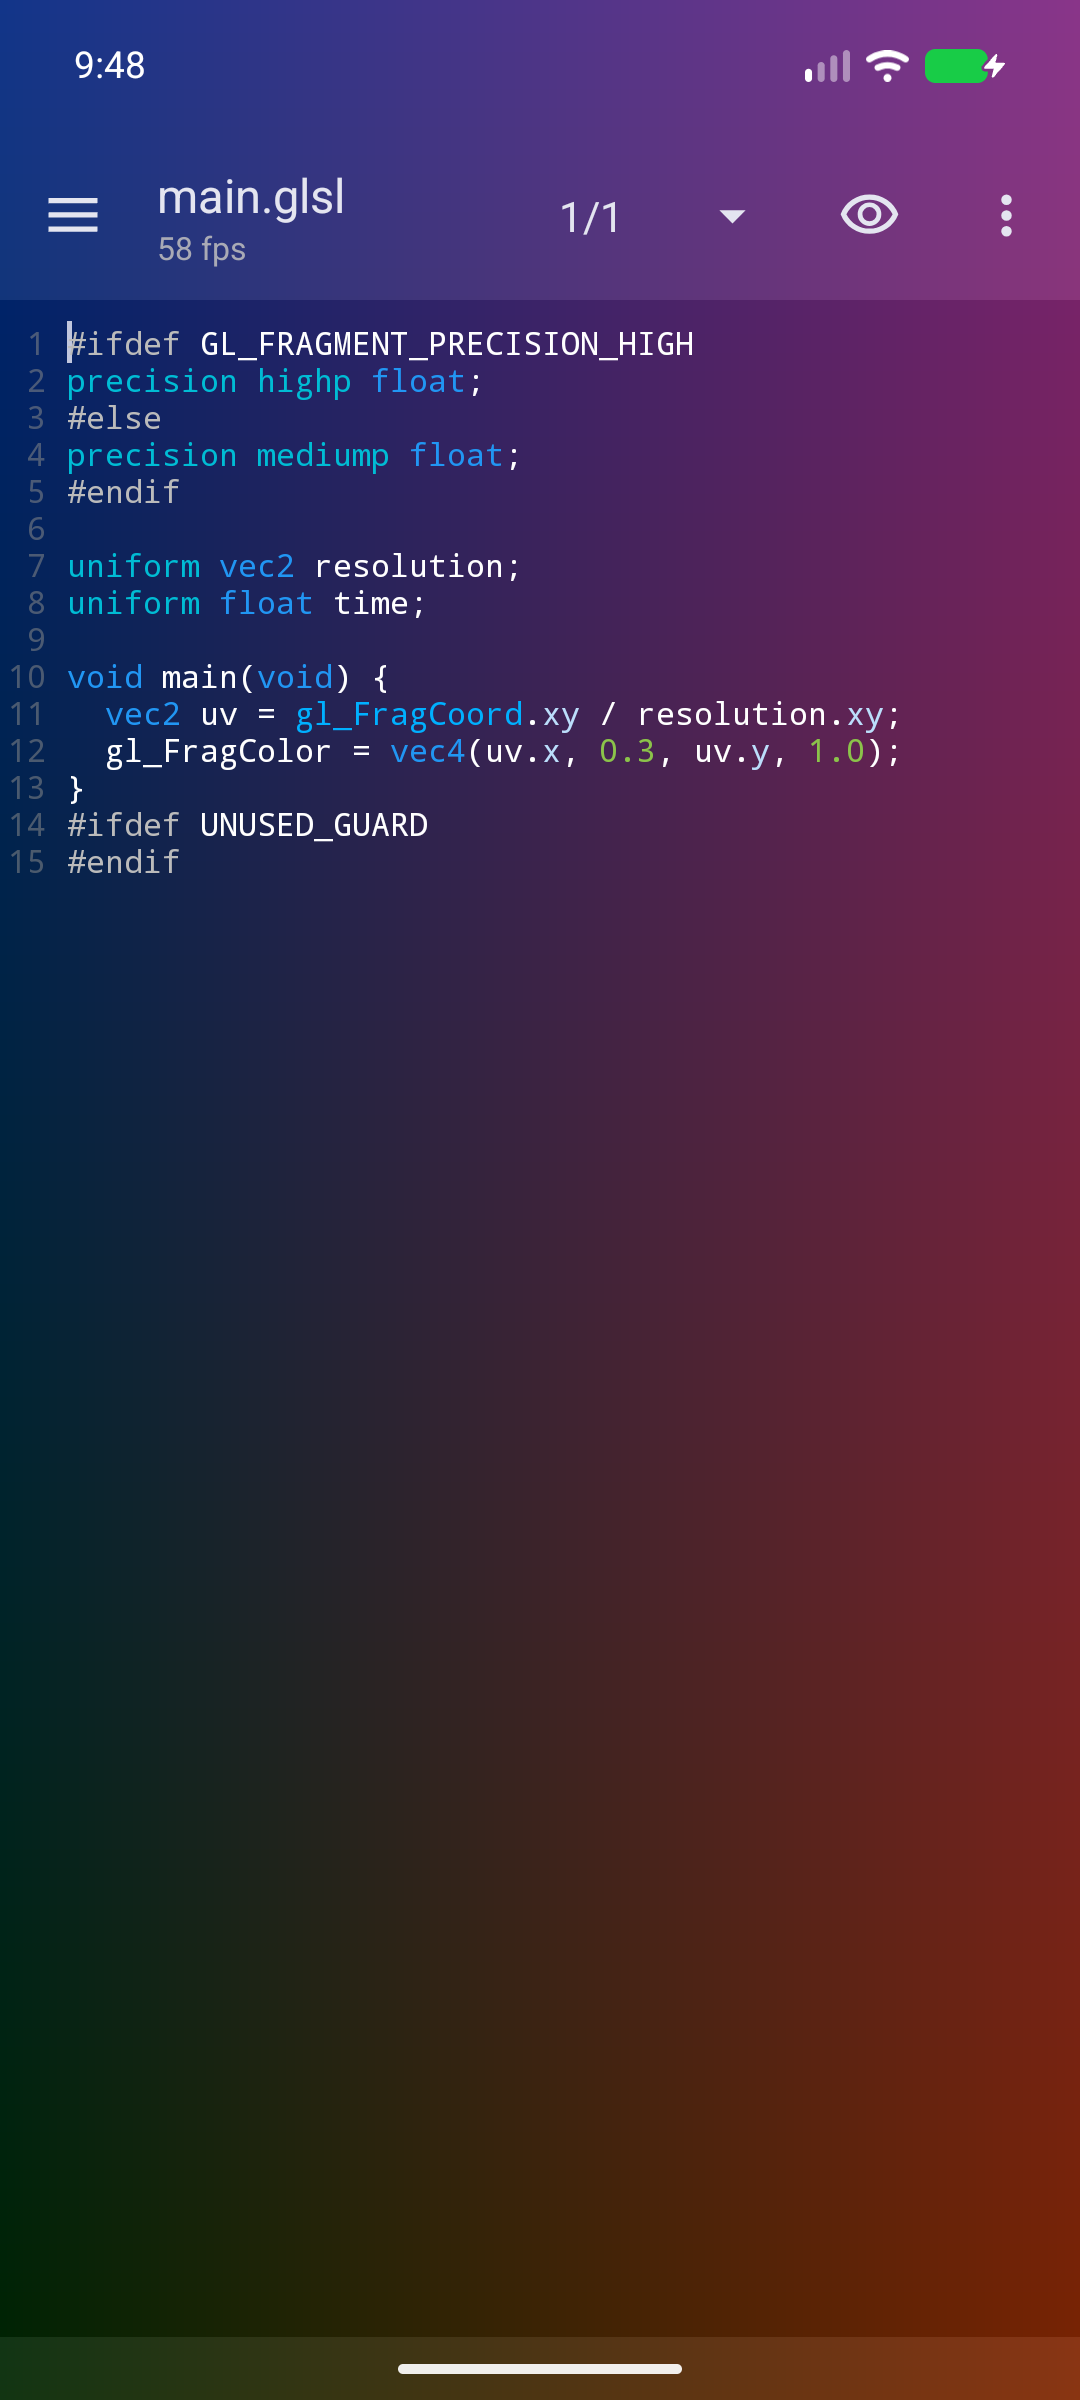 9:48
main.glsl
58 fps
1/1
1 #ifdef GL_FRAGMENT_PRECISION_HIGH
2 precision highp float;
3 #else
4 precision mediump float;
5 #endif
6
7 uniform vec2 resolution;
8 uniform float time;
9
10 void main(void) {
11   vec2 uv = gl_FragCoord.xy / resolution.xy;
12   gl_FragColor = vec4(uv.x, 0.3, uv.y, 1.0);
13 }
14 #ifdef UNUSED_GUARD
15 #endif